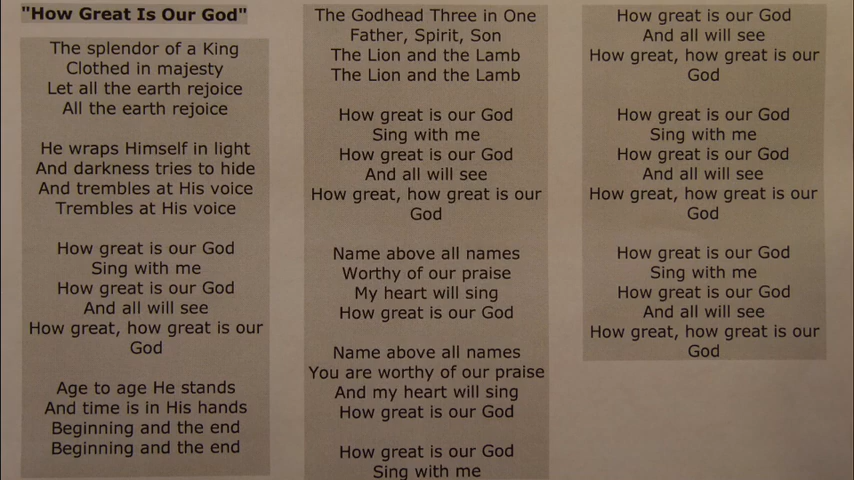 "How Great Is Our God"
The splendor of a King
Clothed in majesty
Let all the earth rejoice
All the earth rejoice
He wraps Himself in light
And darkness tries to hide
And trembles at His voice
Trembles at His voice
How great is our God
Sing with me
How great is our God
And all will see
How great, how great is our
God
Age to age He stands
And time is in His hands
Beginning and the end
Beginning and the end
The Godhead Three in One
Father, Spirit, Son
The Lion and the Lamb
The Lion and the Lamb
How great is our God
Sing with me
How great is our God
And all will see
How great, how great is our
God
Name above all names
Worthy of our praise
My heart will sing
How great is our God
Name above all names
You are worthy of our praise
And my heart will sing
How great is our God
How great is our God
Sing with me
How great is our God
And all will see
How great, how great is our
God
How great is our God
Sing with me
How great is our God
And all will see
How great, how great is our
God
How great is our God
Sing with me
How great is our God
And all will see
How great, how great is our
God